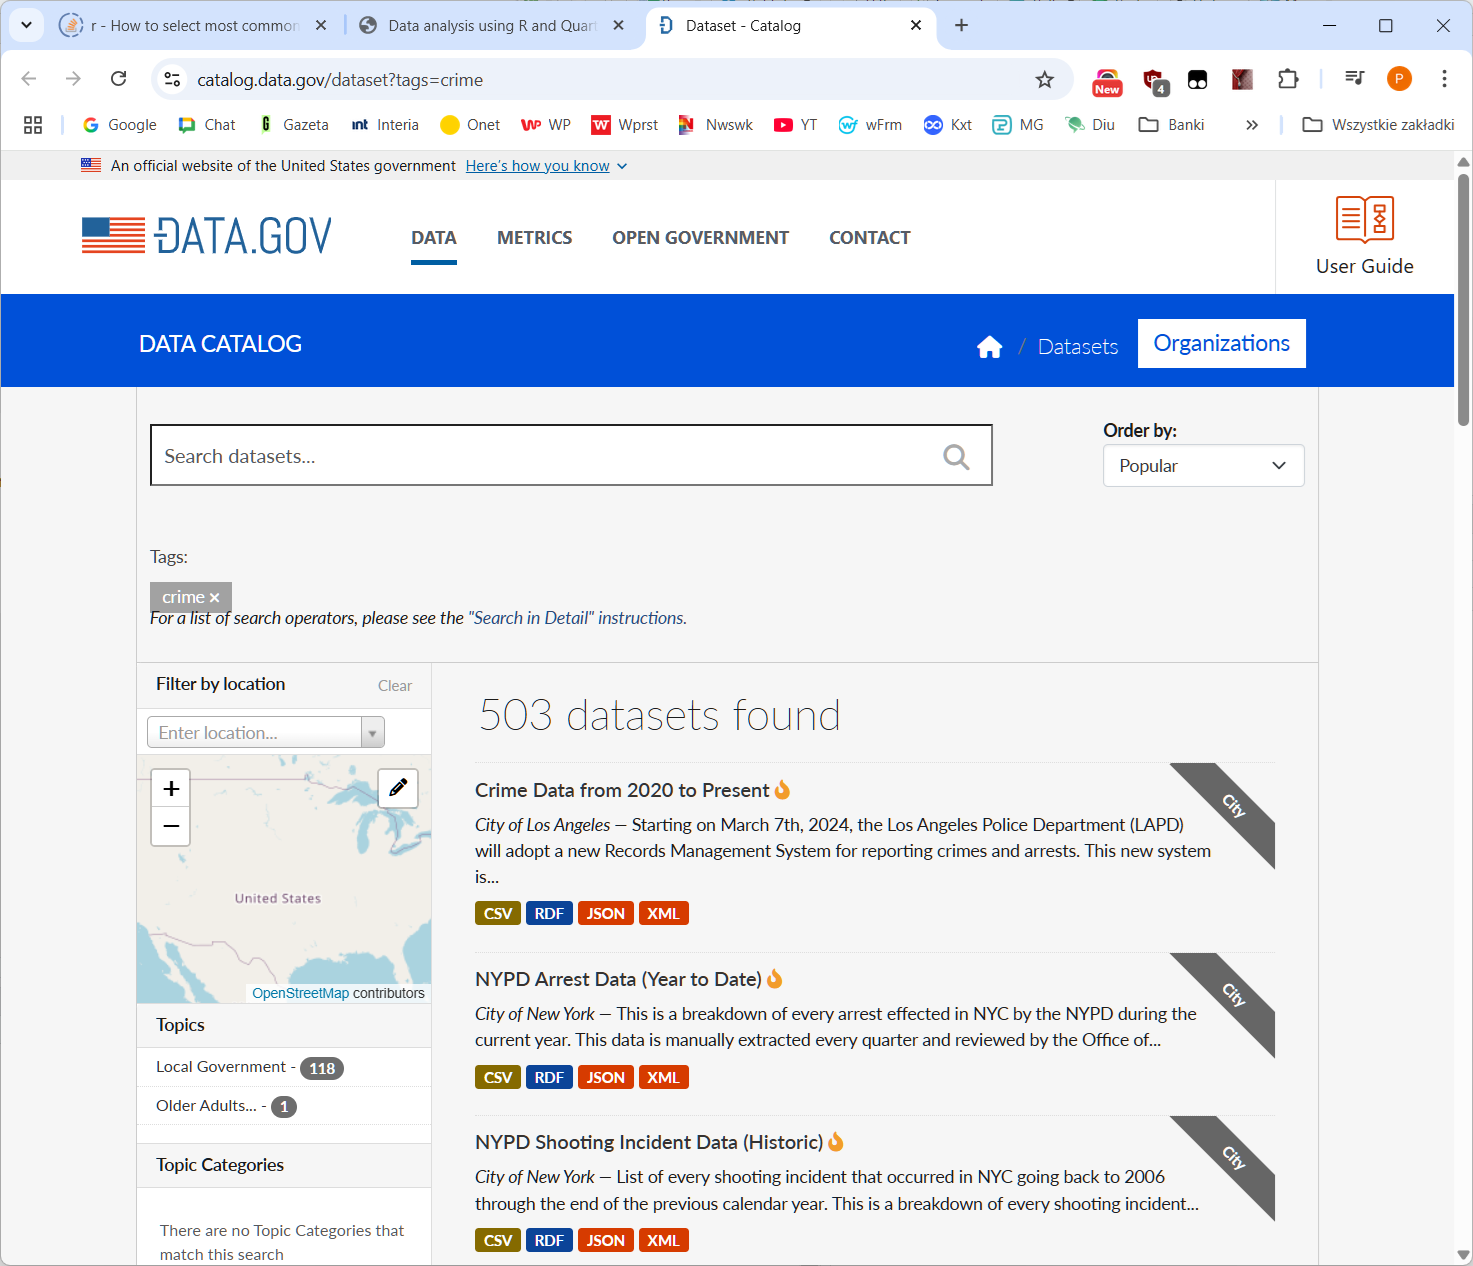 r - How to select most common
Data analysis using R and Quar
Dataset - Catalog
catalog.data.gov/dataset?tags=crime
New
4
P
Google
Chat
Gazeta
Interia
Onet
WP
Wprst
Nwswk
YT
wFrm
Kxt
MG
Diu
Banki
Wszystkie zakładki
An official website of the United States government Here's how you know
DATA.GOV
DATA
METRICS
OPEN GOVERNMENT
CONTACT
User Guide
DATA CATALOG
/ Datasets
Organizations
Search datasets...
Order by:
Popular
Tags:
crime ×
For a list of search operators, please see the "Search in Detail" instructions.
Filter by location
Clear
Enter location...
+
−
United States
OpenStreetMap contributors
Topics
Local Government - 118
Older Adults... - 1
Topic Categories
There are no Topic Categories that
match this search
503 datasets found
Crime Data from 2020 to Present
City
City of Los Angeles — Starting on March 7th, 2024, the Los Angeles Police Department (LAPD)
will adopt a new Records Management System for reporting crimes and arrests. This new system
is...
CSV RDF JSON XML
NYPD Arrest Data (Year to Date)
City
City of New York — This is a breakdown of every arrest effected in NYC by the NYPD during the
current year. This data is manually extracted every quarter and reviewed by the Office of...
CSV RDF JSON XML
NYPD Shooting Incident Data (Historic)
City
City of New York — List of every shooting incident that occurred in NYC going back to 2006
through the end of the previous calendar year. This is a breakdown of every shooting incident...
CSV RDF JSON XML